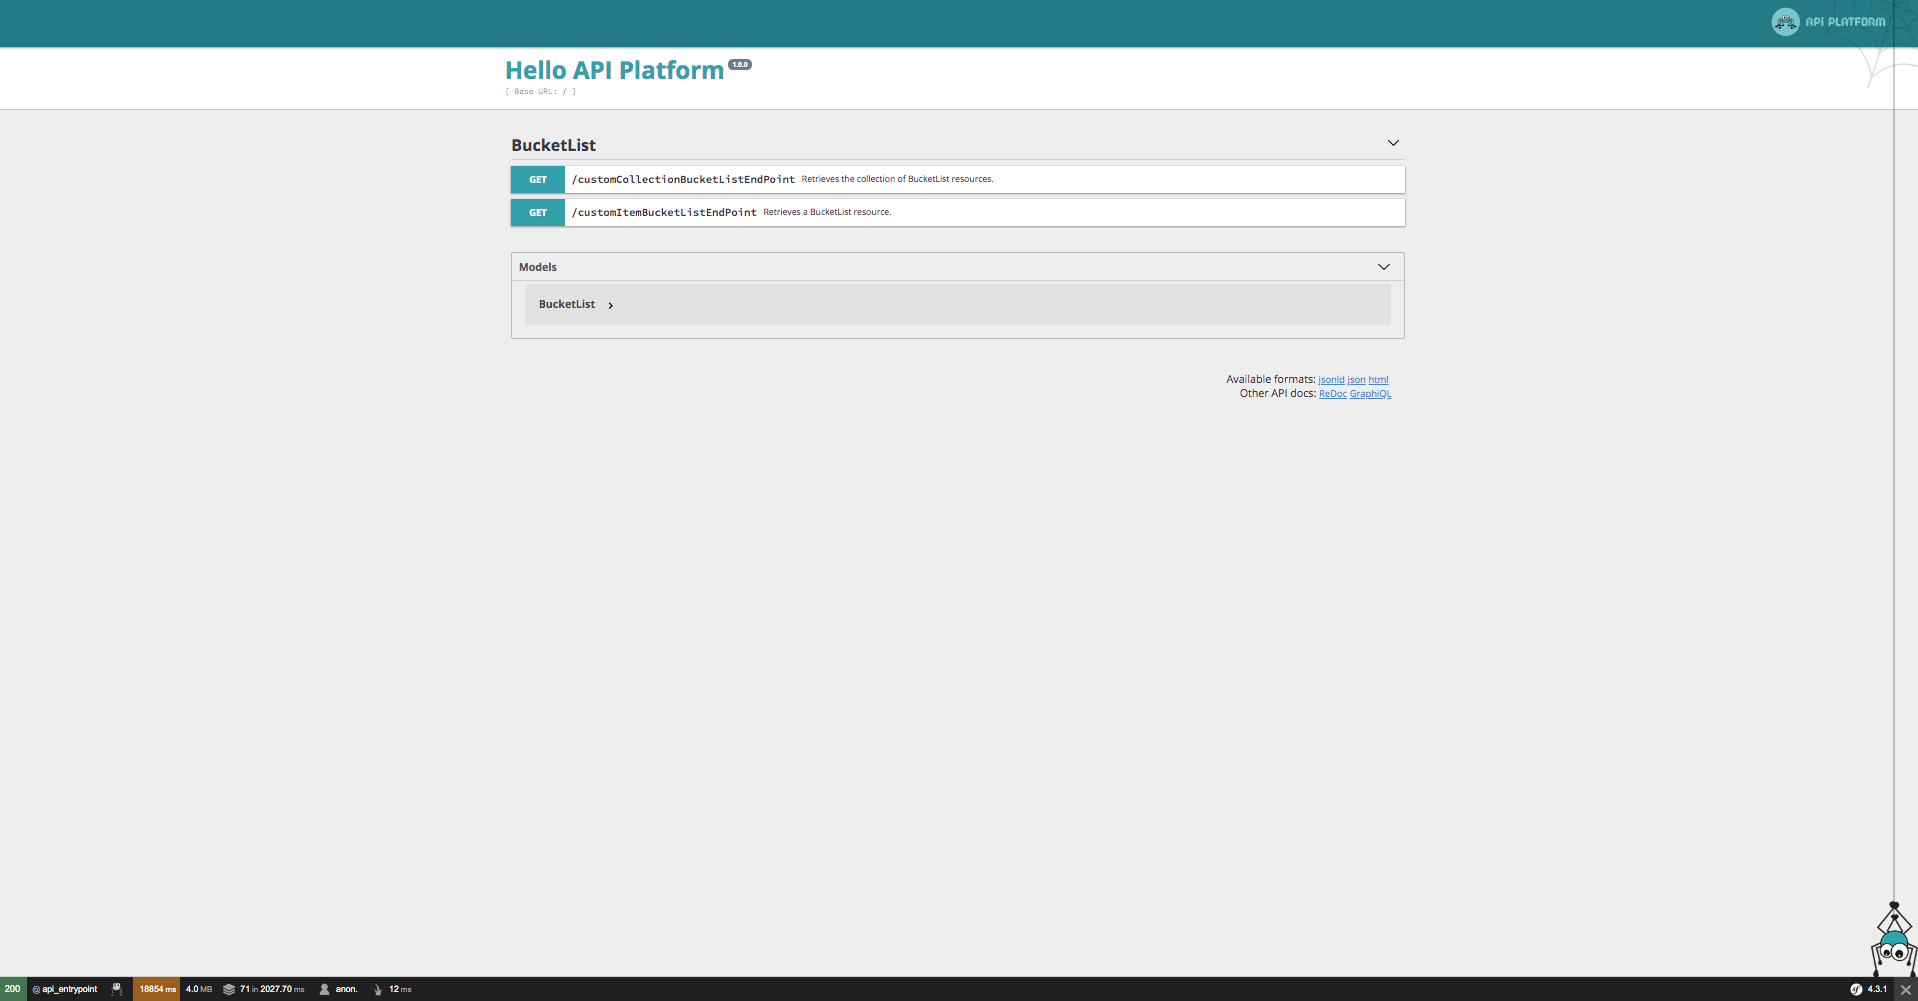 API PLATFORM
Hello API Platform 1.0.0
[ Base URL: / ]
BucketList
GET /customCollectionBucketListEndPoint Retrieves the collection of BucketList resources.
GET /customItemBucketListEndPoint Retrieves a BucketList resource.
Models
BucketList
Available formats: jsonld json html
Other API docs: ReDoc GraphiQL
200 @ api_entrypoint 18854 ms 4.0 MB 71 in 2027.70 ms anon. 12 ms sf 4.3.1